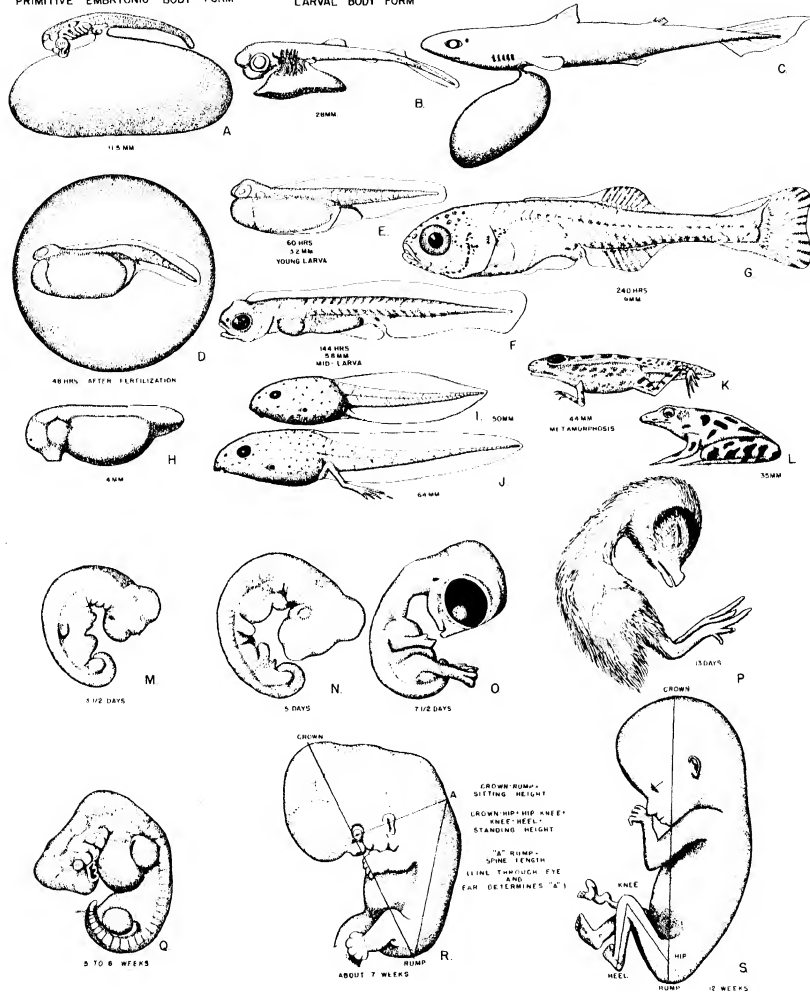 PRIMITIVE EMBRYONIC BODY FORM
LARVAL BODY FORM
A
11.5 MM
B.
28MM.
C.
D
48 HRS AFTER FERTILIZATION
E.
60 HRS
5.2 MM
YOUNG LARVA
F
144 HRS
5.8 MM
MID-LARVA
G
240 HRS
9MM
H
4 MM
I.
50MM
J
64 MM
K
44 MM
METAMORPHOSIS
L
35MM
M.
3 1/2 DAYS
N.
5 DAYS
O
7 1/2 DAYS
P
13 DAYS
Q
5 TO 6 WEEKS
CROWN
A
RUMP
R.
ABOUT 7 WEEKS
CROWN-RUMP=
SITTING HEIGHT
CROWN-HIP+HIP KNEE+
KNEE-HEEL=
STANDING HEIGHT
"A" RUMP=
SPINE LENGTH
(LINE THROUGH EYE
AND
EAR DETERMINES "A")
CROWN
KNEE
HIP
HEEL
RUMP
S.
12 WEEKS